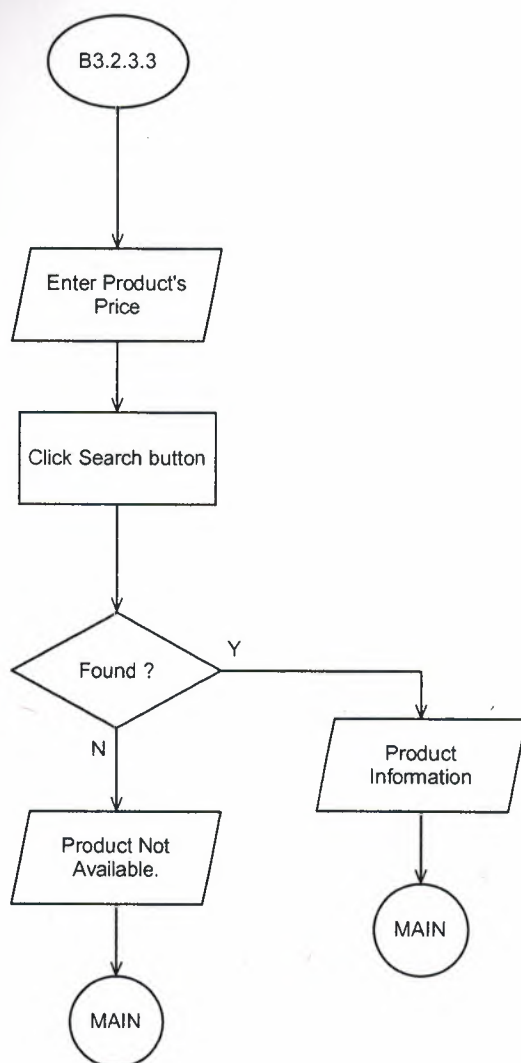 B3.2.3.3
Enter Product's
Price
Click Search button
Found ?
Y
N
Product
Information
Product Not
Available.
MAIN
MAIN